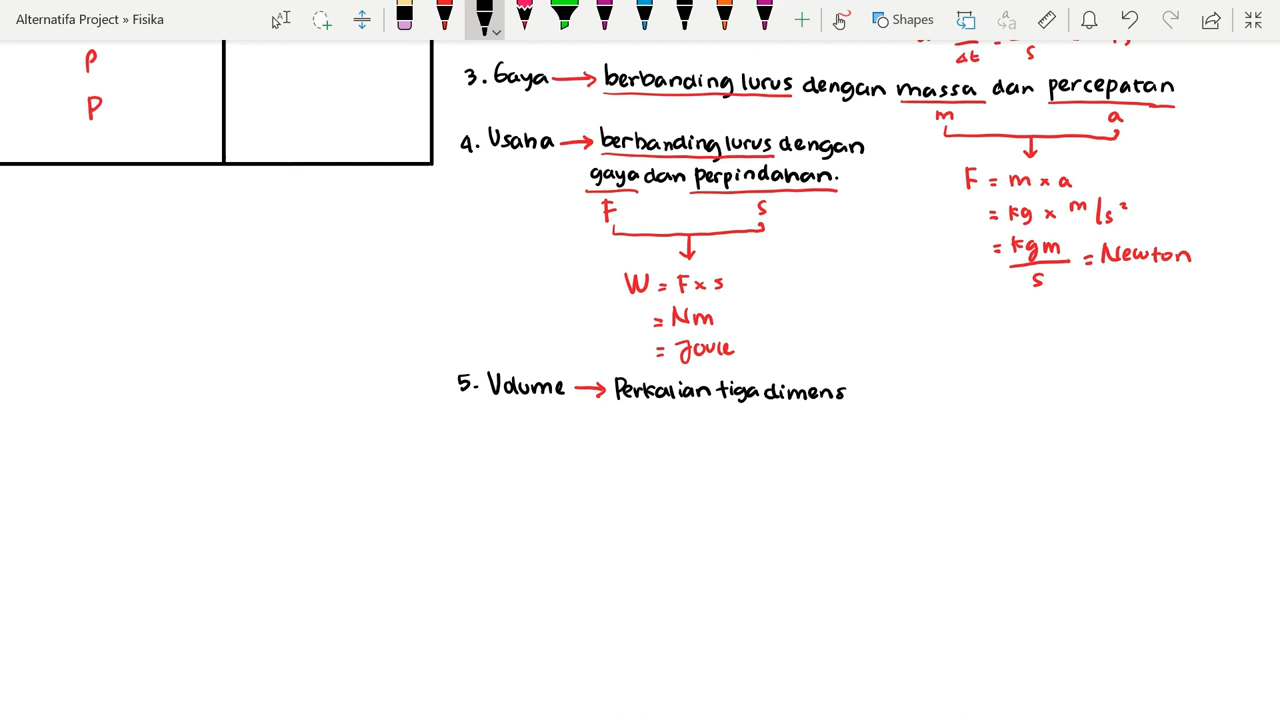 Alternatifa Project » Fisika
Shapes
P
P
Δt
s
3. Gaya → berbanding lurus dengan massa dan percepatan
m a
F = m x a
= kg x m/s²
= kgm = Newton
s
4. Usaha → berbanding lurus dengan
gaya dan perpindahan.
F s
W = F x s
= Nm
= Joule
5. Volume → Perkalian tiga dimens